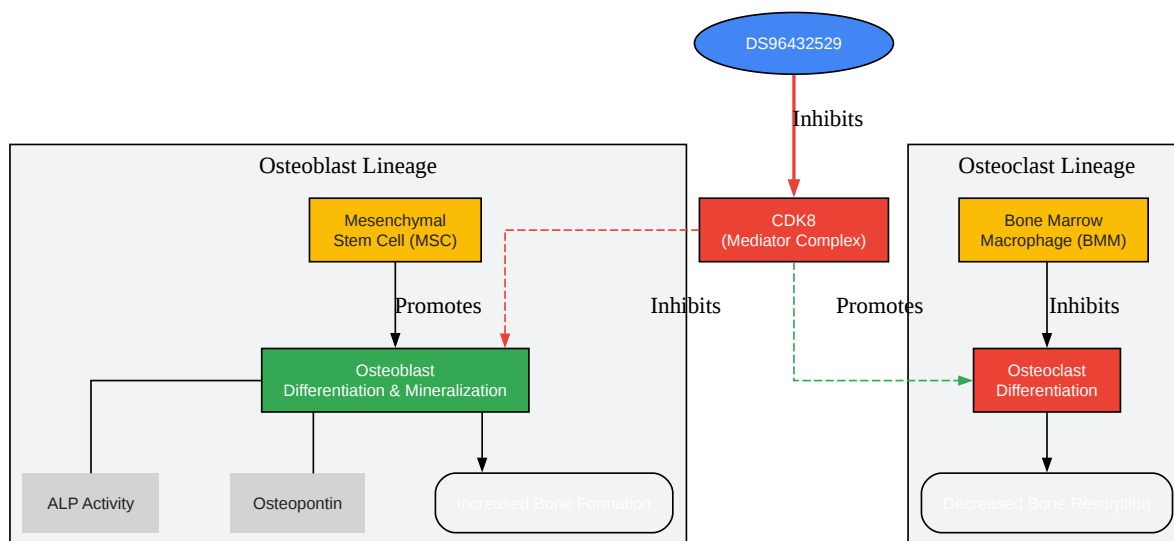 DS96432529
Inhibits
Osteoblast Lineage
Osteoclast Lineage
Mesenchymal
Stem Cell (MSC)
CDK8
(Mediator Complex)
Bone Marrow
Macrophage (BMM)
Promotes
Inhibits
Promotes
Inhibits
Osteoblast
Differentiation & Mineralization
Osteoclast
Differentiation
ALP Activity
Osteopontin
Increased Bone Formation
Decreased Bone Resorption